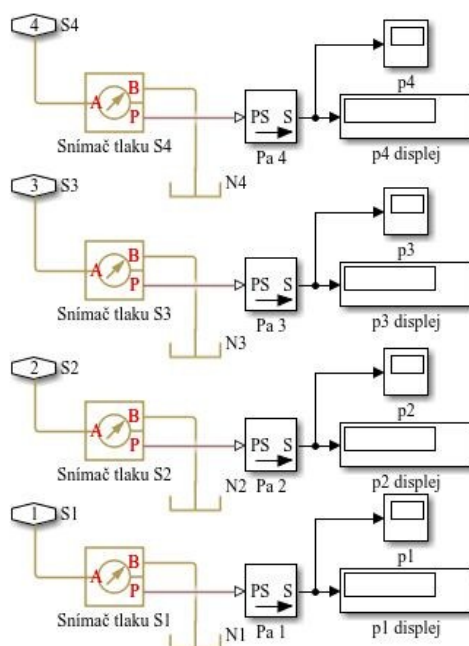 4 S4
A B P
Snímač tlaku S4
N4
PS S
Pa 4
p4
p4 displej
3 S3
A B P
Snímač tlaku S3
N3
PS S
Pa 3
p3
p3 displej
2 S2
A B P
Snímač tlaku S2
N2
PS S
Pa 2
p2
p2 displej
1 S1
A B P
Snímač tlaku S1
N1
PS S
Pa 1
p1
p1 displej